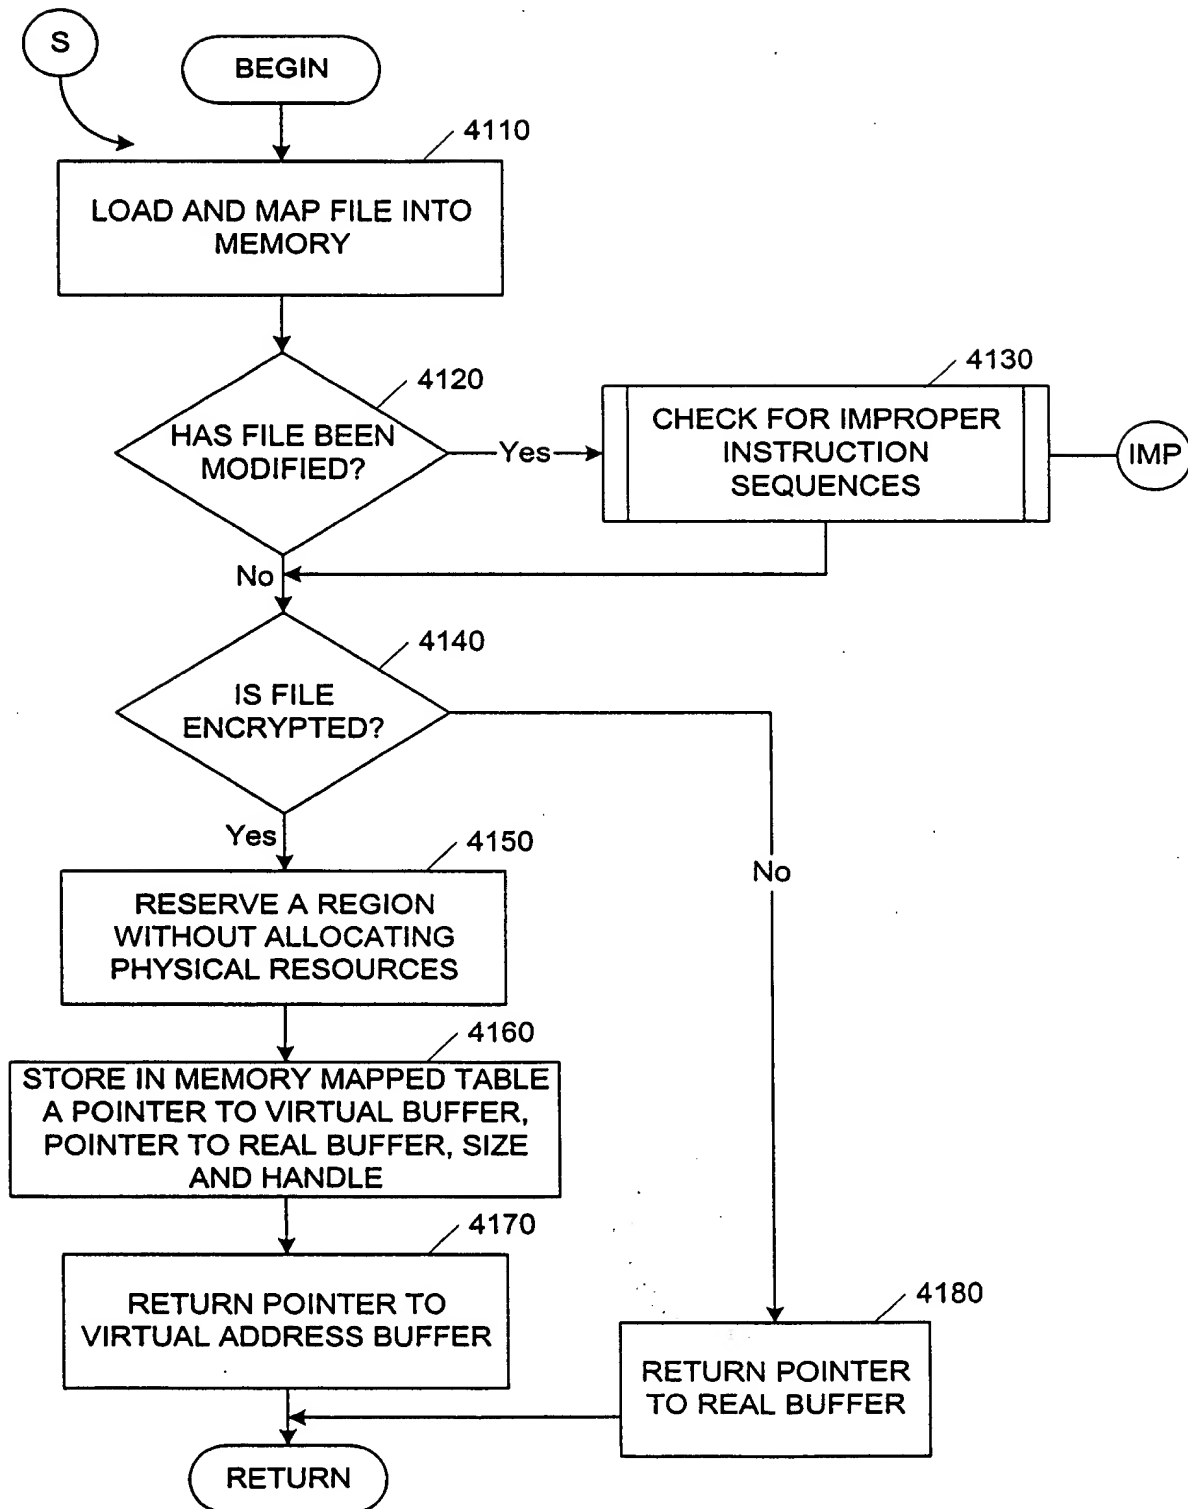 S
BEGIN
4110
LOAD AND MAP FILE INTO
MEMORY
4120
HAS FILE BEEN
MODIFIED?
Yes
4130
CHECK FOR IMPROPER
INSTRUCTION
SEQUENCES
IMP
No
4140
IS FILE
ENCRYPTED?
Yes
No
4150
RESERVE A REGION
WITHOUT ALLOCATING
PHYSICAL RESOURCES
4160
STORE IN MEMORY MAPPED TABLE
A POINTER TO VIRTUAL BUFFER,
POINTER TO REAL BUFFER, SIZE
AND HANDLE
4170
RETURN POINTER TO
VIRTUAL ADDRESS BUFFER
4180
RETURN POINTER
TO REAL BUFFER
RETURN